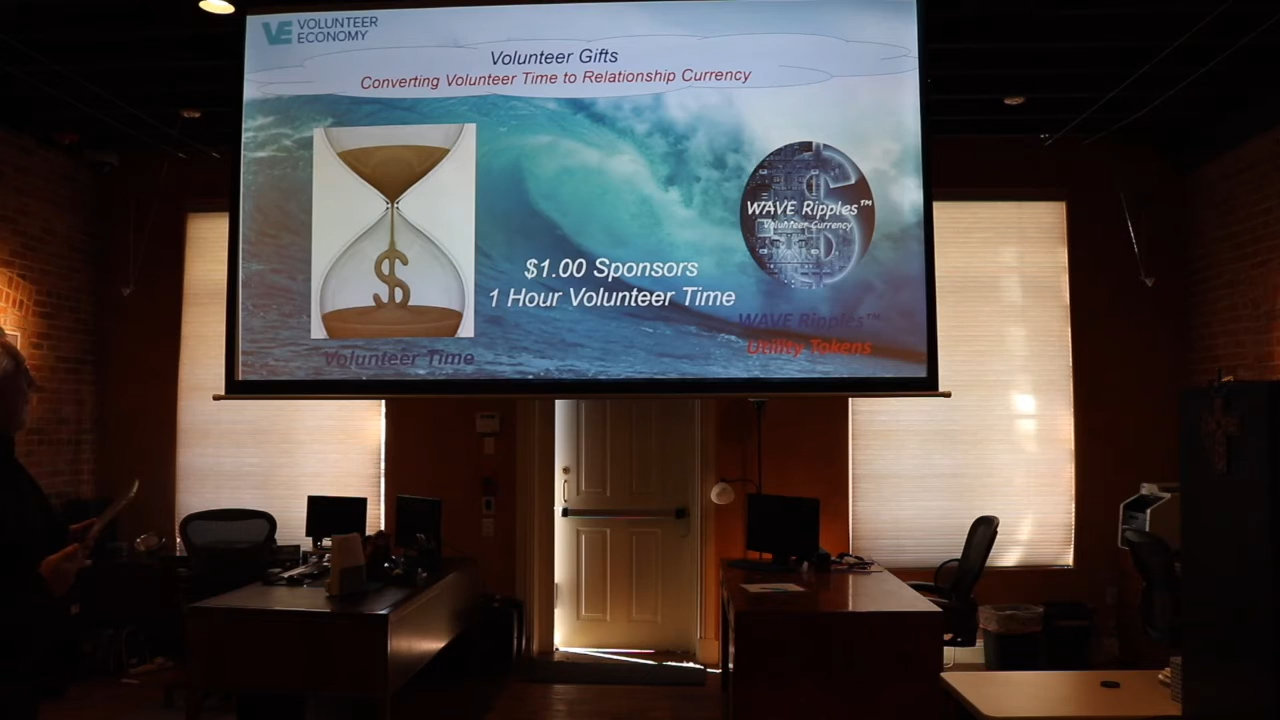 VE VOLUNTEER
ECONOMY
Volunteer Gifts
Converting Volunteer Time to Relationship Currency
WAVE Ripples™
Volunteer Currency
$1.00 Sponsors
1 Hour Volunteer Time
WAVE Ripples™
Utility Tokens
Volunteer Time